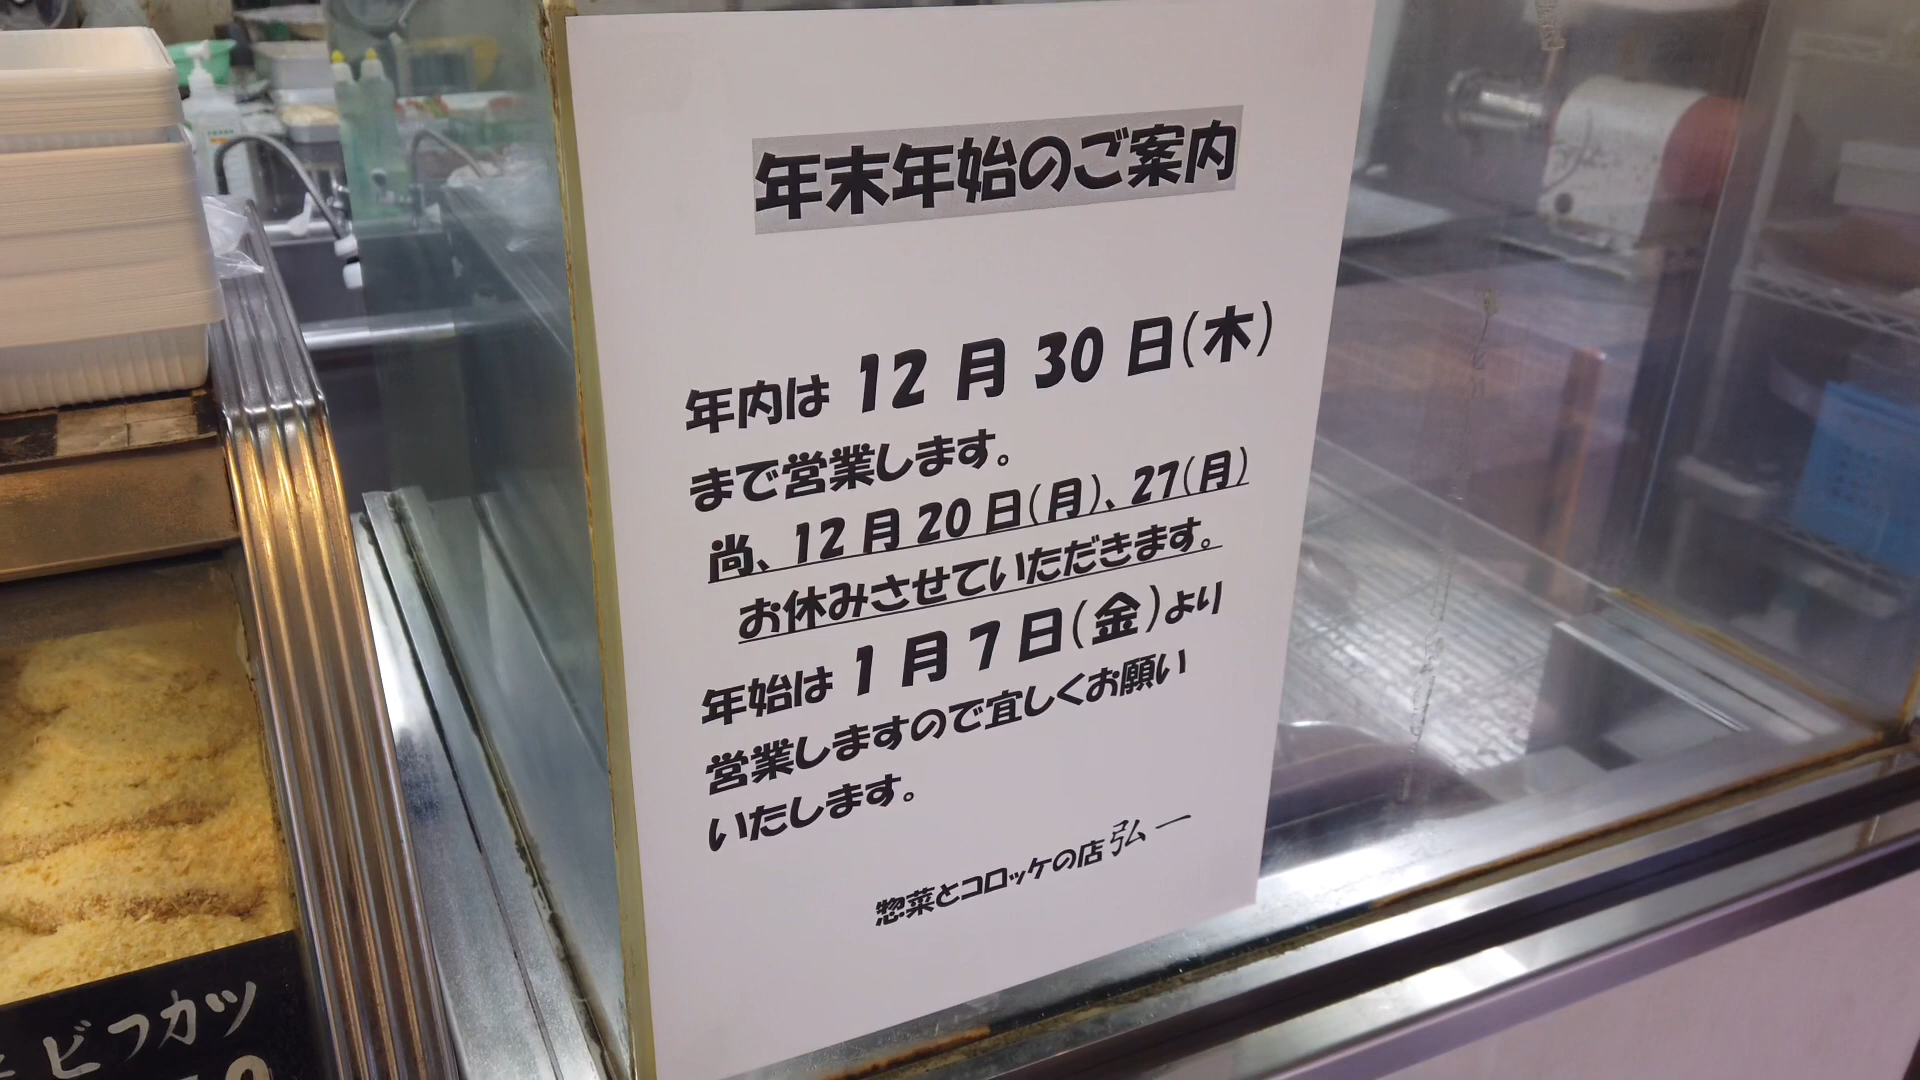 年末年始のご案内
年内は 12 月 30 日(木)
まで営業します。
尚、12 月 20 日(月)、27(月)
お休みさせていただきます。
年始は 1 月 7 日(金)より
営業しますので宜しくお願い
いたします。
惣菜とコロッケの店 弘一
ビフカツ